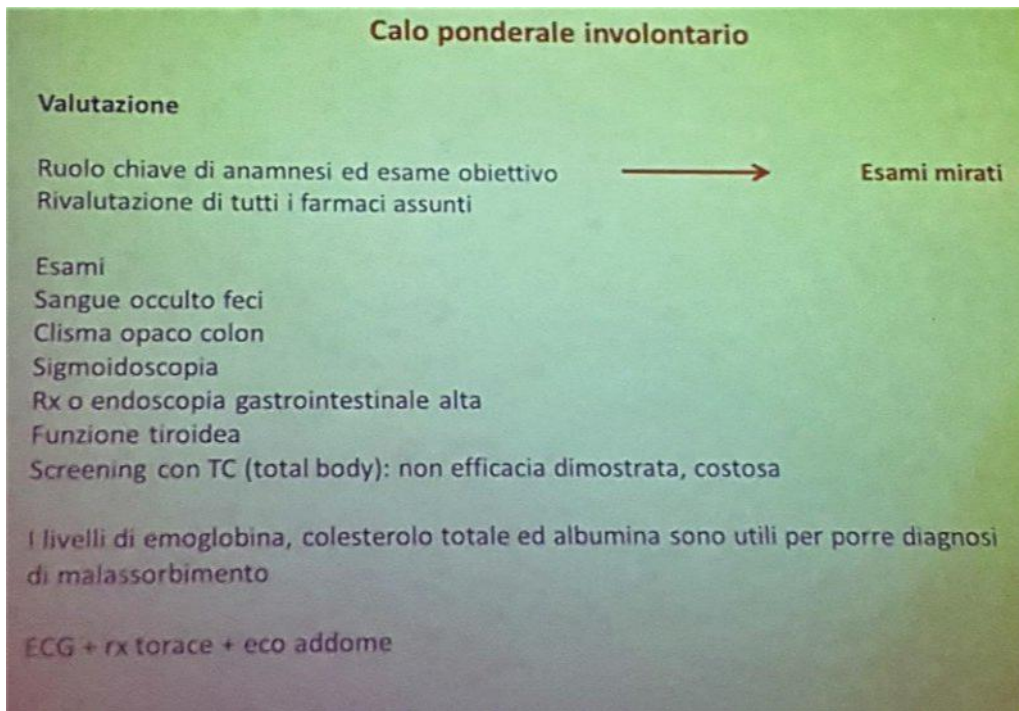 Calo ponderale involontario
Valutazione
Ruolo chiave di anamnesi ed esame obiettivo Esami mirati
Rivalutazione di tutti i farmaci assunti
Esami
Sangue occulto feci
Clisma opaco colon
Sigmoidoscopia
Rx o endoscopia gastrointestinale alta
Funzione tiroidea
Screening con TC (total body): non efficacia dimostrata, costosa
I livelli di emoglobina, colesterolo totale ed albumina sono utili per porre diagnosi
di malassorbimento
ECG + rx torace + eco addome